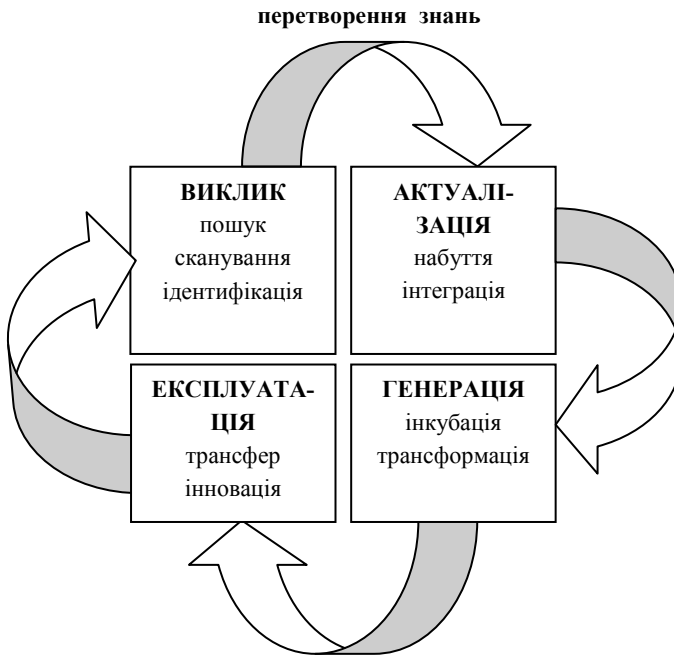 перетворення знань
ВИКЛИК
пошук
сканування
ідентифікація
АКТУАЛІ-
ЗАЦІЯ
набуття
інтеграція
ЕКСПЛУАТА-
ЦІЯ
трансфер
інновація
ГЕНЕРАЦІЯ
інкубація
трансформація